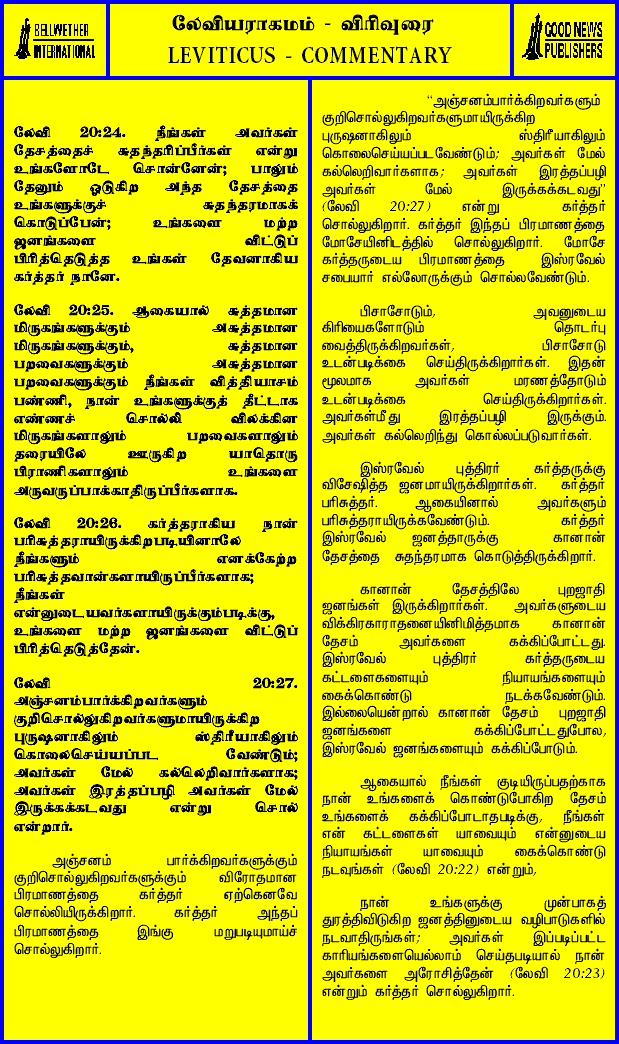 BELLWETHER
INTERNATIONAL
லேவியராகமம் - விரிவுரை
LEVITICUS - COMMENTARY
GOOD NEWS
PUBLISHERS
லேவி 20:24. நீங்கள் அவர்கள்
தேசத்தைச் சுதந்தரிப்பீர்கள் என்று
உங்களோடே சொன்னேன்; பாலும்
தேனும் ஓடுகிற அந்த தேசத்தை
உங்களுக்குச் சுதந்தரமாகக்
கொடுப்பேன்; உங்களை மற்ற
ஜனங்களை விட்டுப்
பிரித்தெடுத்த உங்கள் தேவனாகிய
கர்த்தர் நானே.
லேவி 20:25. ஆகையால் சுத்தமான
மிருகங்களுக்கும் அசுத்தமான
மிருகங்களுக்கும், சுத்தமான
பறவைகளுக்கும் அசுத்தமான
பறவைகளுக்கும் நீங்கள் வித்தியாசம்
பண்ணி, நான் உங்களுக்குத் தீட்டாக
எண்ணச் சொல்லி விலக்கின
மிருகங்களாலும் பறவைகளாலும்
தரையிலே ஊருகிற யாதொரு
பிராணிகளாலும் உங்களை
அருவருப்பாக்காதிருப்பீர்களாக.
லேவி 20:26. கர்த்தராகிய நான்
பரிசுத்தராயிருக்கிறபடியினாலே
நீங்களும் எனக்கேற்ற
பரிசுத்தவான்களாயிருப்பீர்களாக;
நீங்கள்
என்னுடையவர்களாயிருக்கும்படிக்கு,
உங்களை மற்ற ஜனங்களை விட்டுப்
பிரித்தெடுத்தேன்.
லேவி 20:27.
அஞ்சனம்பார்க்கிறவர்களும்
குறிசொல்லுகிறவர்களுமாயிருக்கிற
புருஷனாகிலும் ஸ்திரீயாகிலும்
கொலைசெய்யப்பட வேண்டும்;
அவர்கள் மேல் கல்லெறிவார்களாக;
அவர்கள் இரத்தப்பழி அவர்கள் மேல்
இருக்கக்கடவது என்று சொல்
என்றார்.
அஞ்சனம் பார்க்கிறவர்களுக்கும்
குறிசொல்லுகிறவர்களுக்கும் விரோதமான
பிரமாணத்தை கர்த்தர் ஏற்கெனவே
சொல்லியிருக்கிறார். கர்த்தர் அந்தப்
பிரமாணத்தை இங்கு மறுபடியுமாய்ச்
சொல்லுகிறார்.
“அஞ்சனம்பார்க்கிறவர்களும்
குறிசொல்லுகிறவர்களுமாயிருக்கிற
புருஷனாகிலும் ஸ்திரீயாகிலும்
கொலைசெய்யப்படவேண்டும்; அவர்கள் மேல்
கல்லெறிவார்களாக; அவர்கள் இரத்தப்பழி
அவர்கள் மேல் இருக்கக்கடவது”
(லேவி 20:27) என்று கர்த்தர்
சொல்லுகிறார். கர்த்தர் இந்தப் பிரமாணத்தை
மோசேயினிடத்தில் சொல்லுகிறார். மோசே
கர்த்தருடைய பிரமாணத்தை இஸ்ரவேல்
சபையார் எல்லோருக்கும் சொல்லவேண்டும்.
பிசாசோடும், அவனுடைய
கிரியைகளோடும் தொடர்பு
வைத்திருக்கிறவர்கள், பிசாசோடு
உடன்படிக்கை செய்திருக்கிறார்கள். இதன்
மூலமாக அவர்கள் மரணத்தோடும்
உடன்படிக்கை செய்திருக்கிறார்கள்.
அவர்கள்மீது இரத்தப்பழி இருக்கும்.
அவர்கள் கல்லெறிந்து கொல்லப்படுவார்கள்.
இஸ்ரவேல் புத்திரர் கர்த்தருக்கு
விசேஷித்த ஜனமாயிருக்கிறார்கள். கர்த்தர்
பரிசுத்தர். ஆகையினால் அவர்களும்
பரிசுத்தராயிருக்கவேண்டும். கர்த்தர்
இஸ்ரவேல் ஜனத்தாருக்கு கானான்
தேசத்தை சுதந்தரமாக கொடுத்திருக்கிறார்.
கானான் தேசத்திலே புறஜாதி
ஜனங்கள் இருக்கிறார்கள். அவர்களுடைய
விக்கிரகாராதனையினிமித்தமாக கானான்
தேசம் அவர்களை கக்கிப்போட்டது.
இஸ்ரவேல் புத்திரர் கர்த்தருடைய
கட்டளைகளையும் நியாயங்களையும்
கைக்கொண்டு நடக்கவேண்டும்.
இல்லையென்றால் கானான் தேசம் புறஜாதி
ஜனங்களை கக்கிப்போட்டதுபோல,
இஸ்ரவேல் ஜனங்களையும் கக்கிப்போடும்.
ஆகையால் நீங்கள் குடியிருப்பதற்காக
நான் உங்களைக் கொண்டுபோகிற தேசம்
உங்களைக் கக்கிப்போடாதபடிக்கு, நீங்கள்
என் கட்டளைகள் யாவையும் என்னுடைய
நியாயங்கள் யாவையும் கைக்கொண்டு
நடவுங்கள் (லேவி 20:22) என்றும்,
நான் உங்களுக்கு முன்பாகத்
துரத்திவிடுகிற ஜனத்தினுடைய வழிபாடுகளில்
நடவாதிருங்கள்; அவர்கள் இப்படிப்பட்ட
காரியங்களையெல்லாம் செய்தபடியால் நான்
அவர்களை அரோசித்தேன் (லேவி 20:23)
என்றும் கர்த்தர் சொல்லுகிறார்.